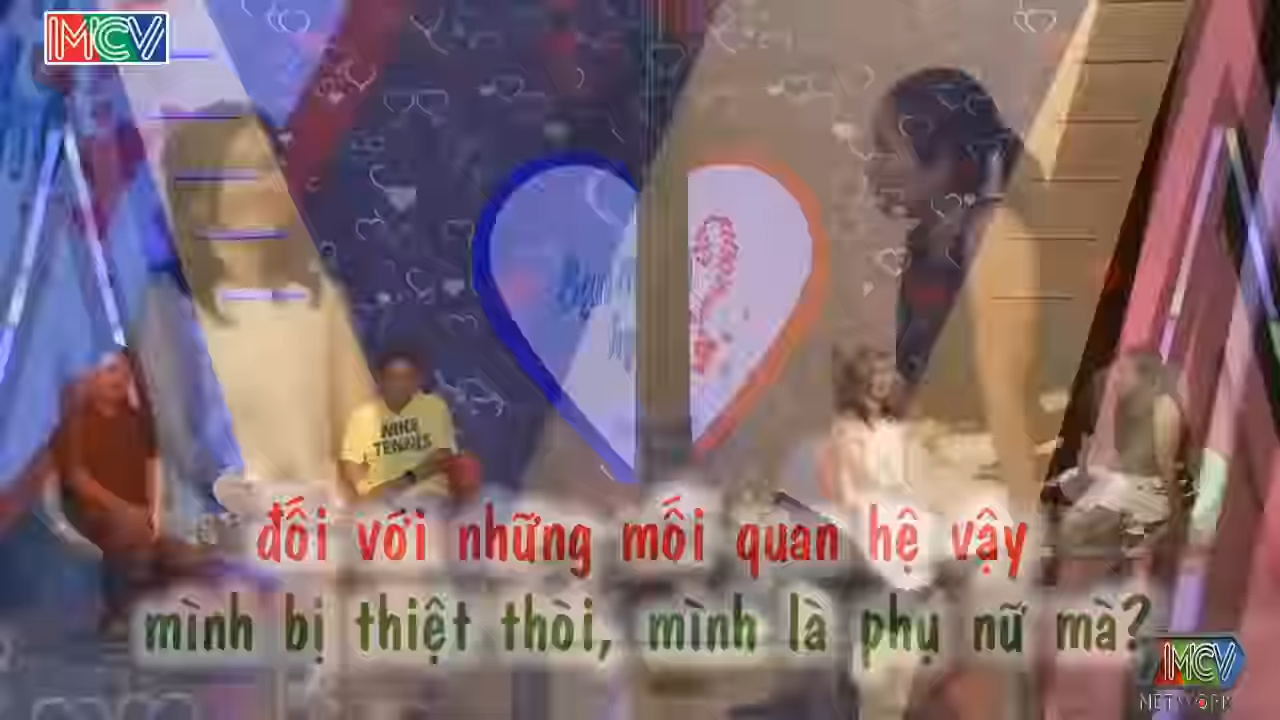 MCV
NIKE
TENNIS
đối với những mối quan hệ vậy
mình bị thiệt thòi, mình là phụ nữ mà?
MCV
NETWORK